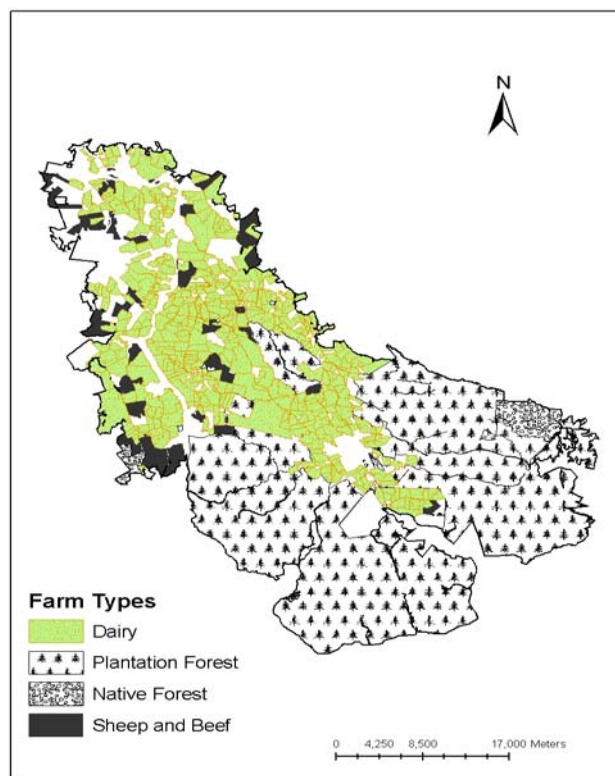 N
Farm Types
Dairy
Plantation Forest
Native Forest
Sheep and Beef
0 4,250 8,500 17,000 Meters